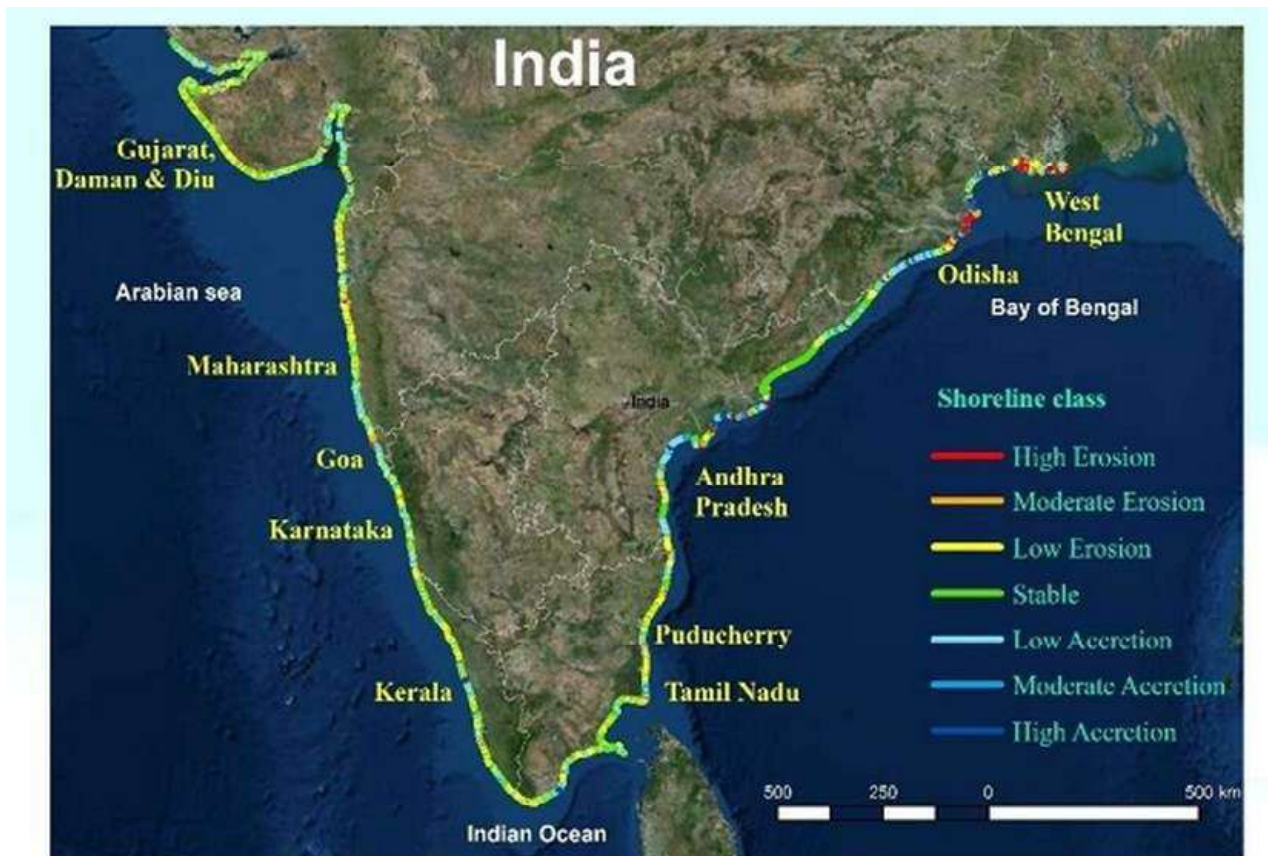 India
Gujarat,
Daman & Diu
West
Bengal
Odisha
Arabian sea
Bay of Bengal
Maharashtra
India
Shoreline class
Goa
High Erosion
Andhra
Pradesh
Moderate Erosion
Karnataka
Low Erosion
Stable
Puducherry
Low Accretion
Kerala
Tamil Nadu
Moderate Accretion
High Accretion
500 250 0 500 km
Indian Ocean